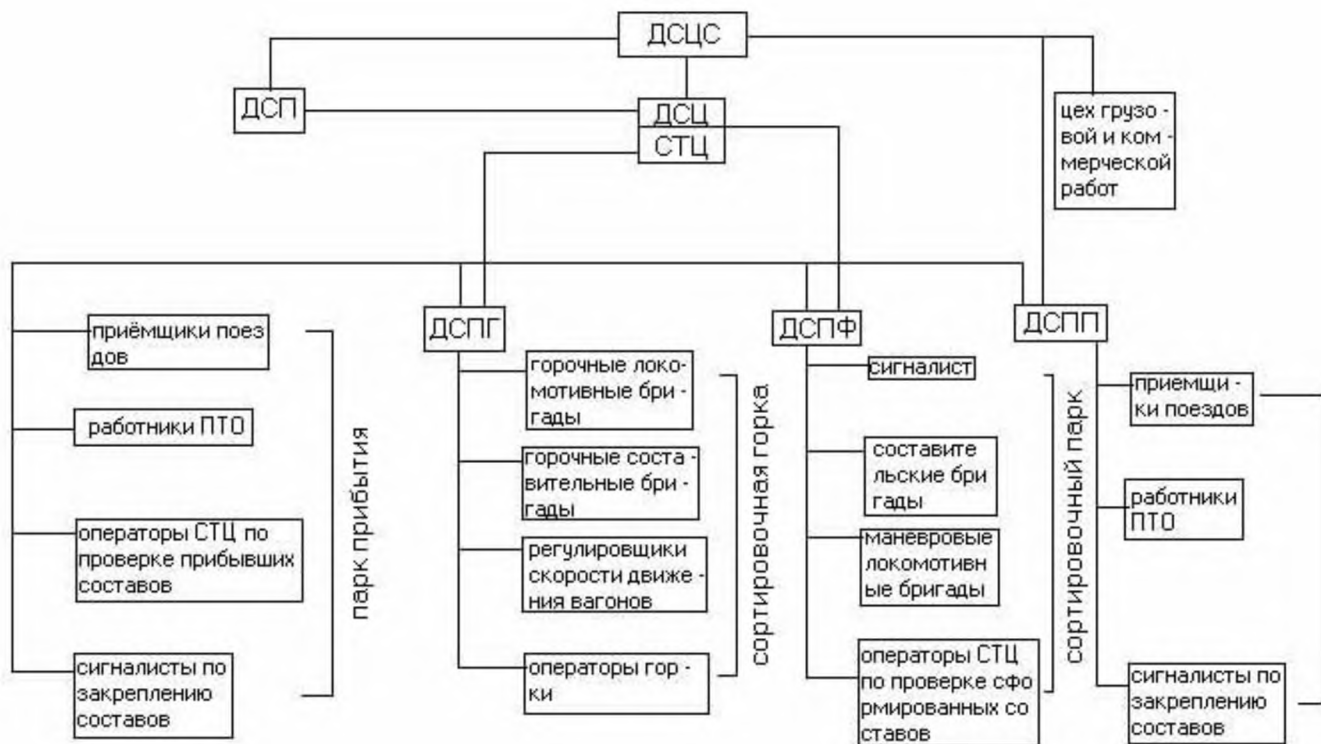 ДСЦС
ДСП
ДСЦ
СТЦ
цех грузо -
вой и ком -
мерческой
работ
ДСПГ
ДСПФ
ДСПП
приёмщики поез
дов
работники ПТО
операторы СТЦ по
проверке прибывших
составов
сигналисты по
закреплению
составов
парк прибытия
горочные локо-
мотивные бри -
гады
горочные соста -
вительные бри -
гады
регулировщики
скорости движе -
ния вагонов
операторы гор -
ки
сортировочная горка
сигналист
составите
льские бри
гады
маневровые
локомотивн
ые бригады
операторы СТЦ
по проверке сфо
рмированных со
ставов
сортировочный парк
приемщи -
ки поездов
работники
ПТО
сигналисты по
закреплению
составов